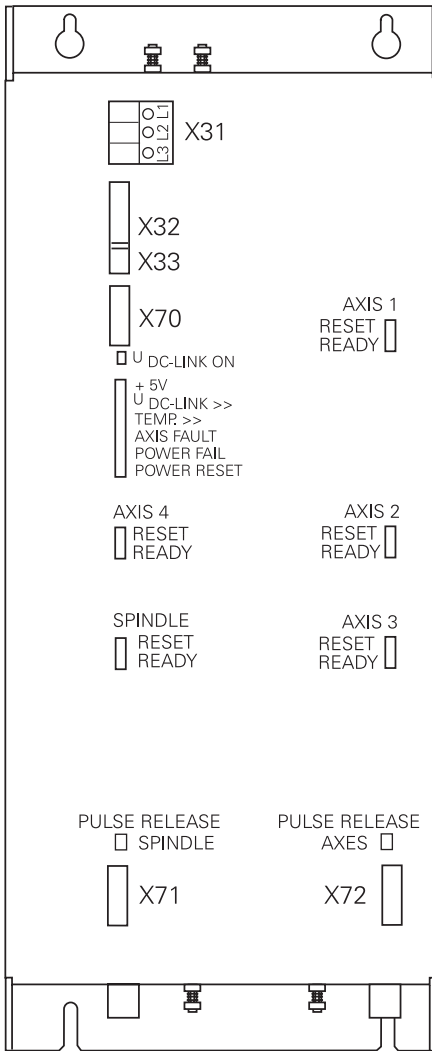 L1
L2
L3
X31
X32
X33
X70
U DC-LINK ON
+ 5V
U DC-LINK >>
TEMP. >>
AXIS FAULT
POWER FAIL
POWER RESET
AXIS 1
RESET
READY
AXIS 4
RESET
READY
AXIS 2
RESET
READY
SPINDLE
RESET
READY
AXIS 3
RESET
READY
PULSE RELEASE
SPINDLE
X71
PULSE RELEASE
AXES
X72